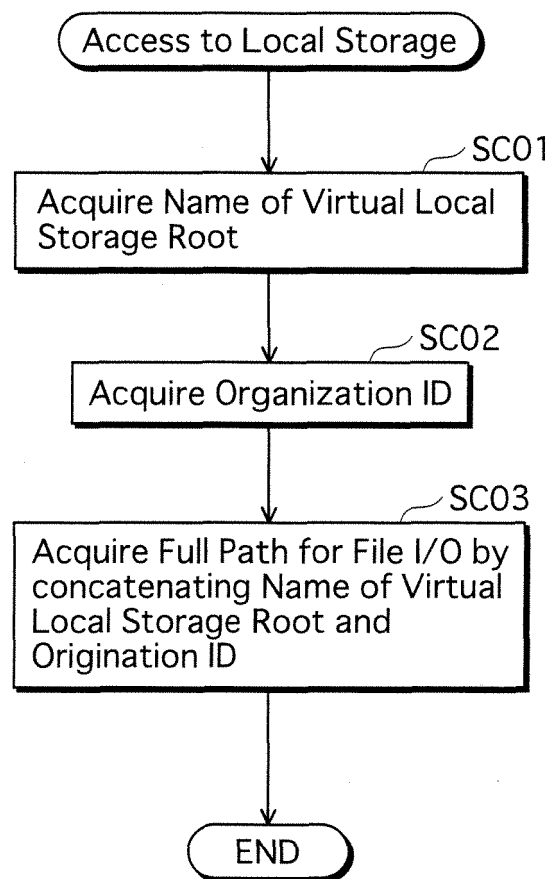 Access to Local Storage
SC01
Acquire Name of Virtual Local
Storage Root
SC02
Acquire Organization ID
SC03
Acquire Full Path for File I/O by
concatenating Name of Virtual
Local Storage Root and
Origination ID
END